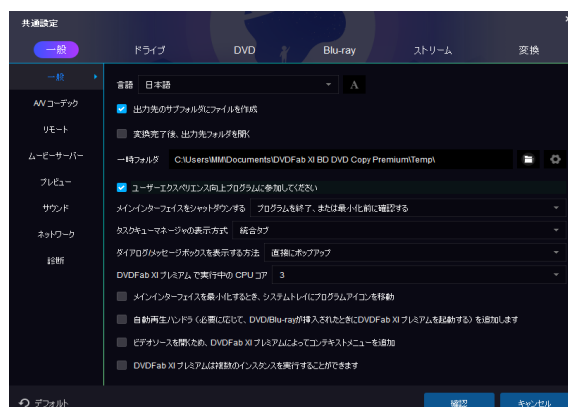 共通設定
一般 ドライブ DVD Blu-ray ストリーム 変換
一般
A/Vコーデック
リモート
ムービーサーバー
プレビュー
サウンド
ネットワーク
診断
言語 日本語 A
出力先のサブフォルダにファイルを作成
変換完了後、出力先フォルダを開く
一時フォルダ C:\Users\MM\Documents\DVDFab XI BD DVD Copy Premium\Temp\
ユーザーエクスペリエンス向上プログラムに参加してください
メインインターフェイスをシャットダウンする プログラムを終了、または最小化前に確認する
タスクキューマネージャの表示方式 統合タブ
ダイアログ/メッセージボックスを表示する方法 直接にポップアップ
DVDFab XI プレミアム で実行中の CPU コア 3
メインインターフェイスを最小化するとき、システムトレイにプログラムアイコンを移動
自動再生ハンドラ（必要に応じて、DVD/Blu-rayが挿入されたときにDVDFab XI プレミアムを起動する）を追加します
ビデオソースを開くため、DVDFab XI プレミアムによってコンテキストメニューを追加
DVDFab XI プレミアムは複数のインスタンスを実行することができます
デフォルト 確認 キャンセル